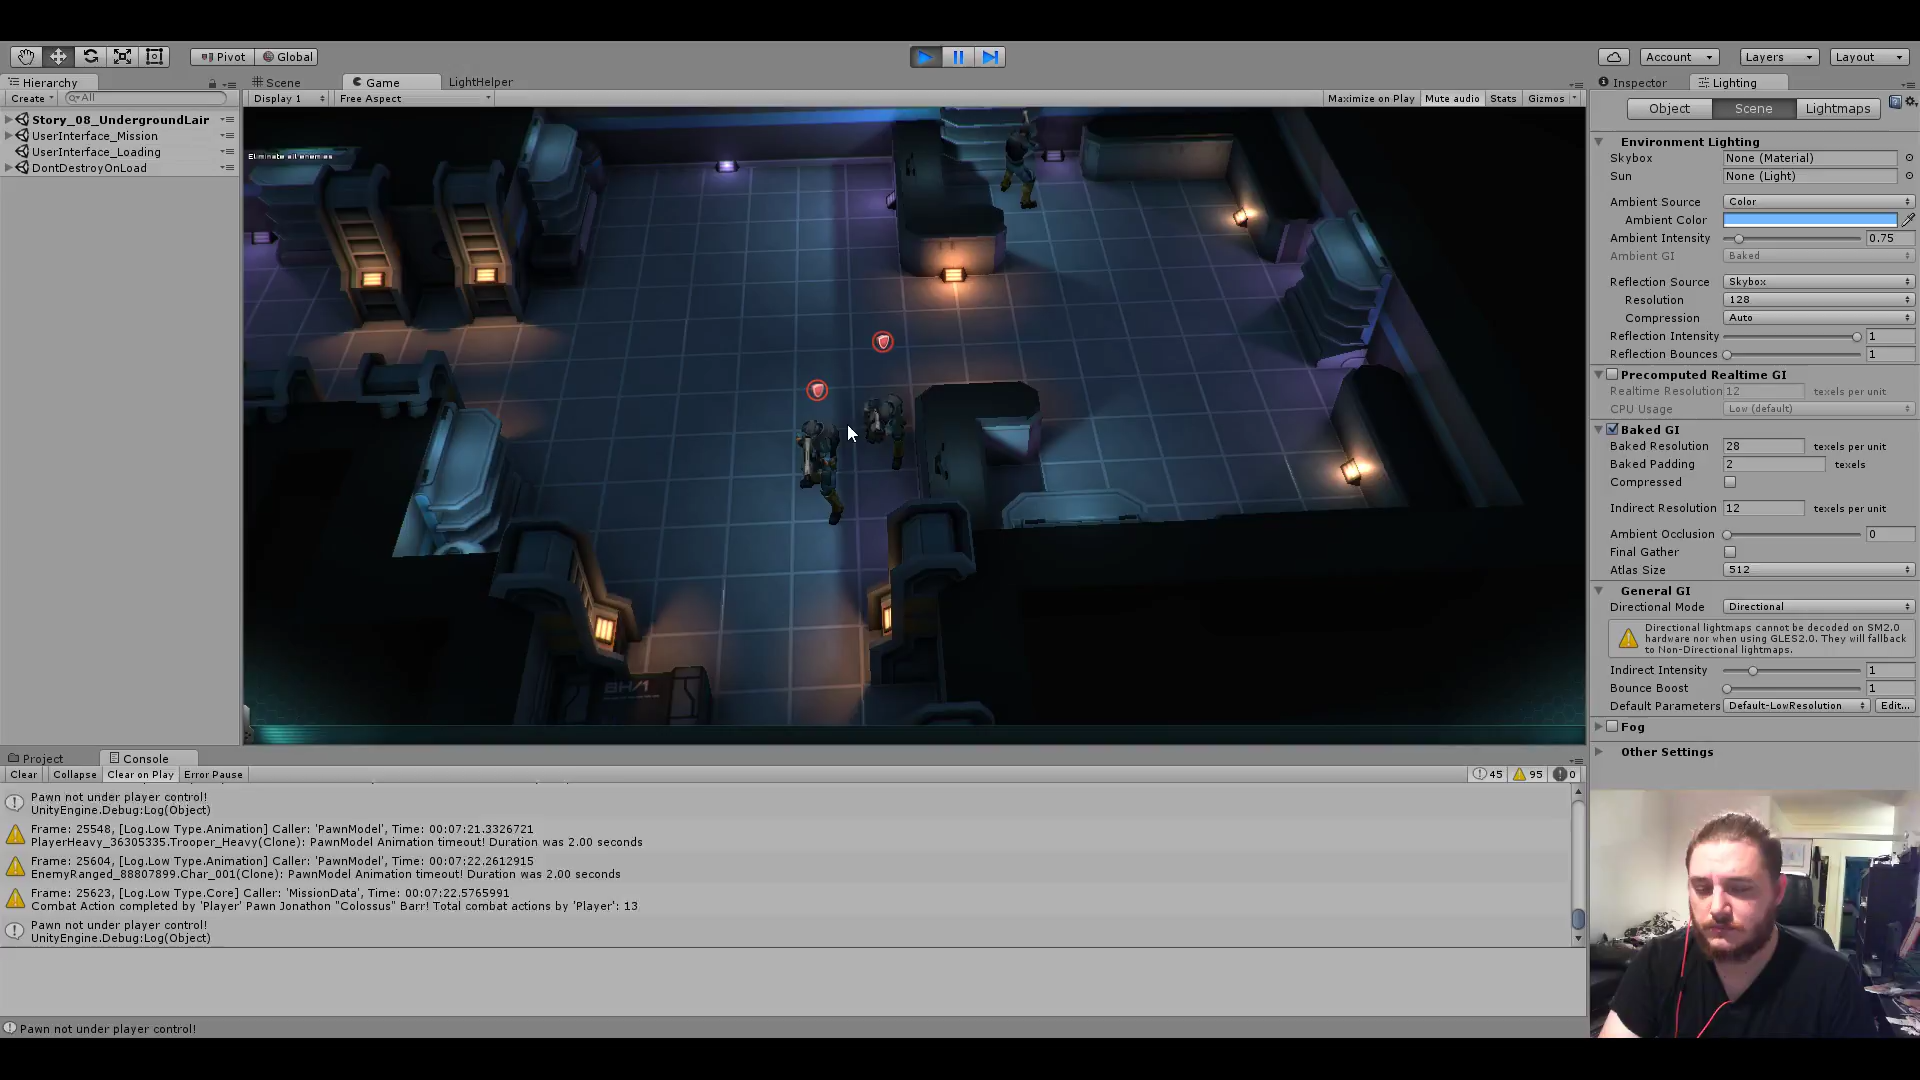 Pivot
Global
Account
Layers
Layout
Hierarchy
Scene
Game
LightHelper
Inspector
Lighting
Create
All
Display 1
Free Aspect
Maximize on Play
Mute audio
Stats
Gizmos
Object
Scene
Lightmaps
Story_08_UndergroundLair
UserInterface_Mission
UserInterface_Loading
DontDestroyOnLoad
Eliminate all enemies
BH/1
Environment Lighting
Skybox None (Material)
Sun None (Light)
Ambient Source Color
Ambient Color
Ambient Intensity 0.75
Ambient GI Baked
Reflection Source Skybox
Resolution 128
Compression Auto
Reflection Intensity 1
Reflection Bounces 1
Precomputed Realtime GI
Realtime Resolution 12 texels per unit
CPU Usage Low (default)
Baked GI
Baked Resolution 28 texels per unit
Baked Padding 2 texels
Compressed
Indirect Resolution 12 texels per unit
Ambient Occlusion 0
Final Gather
Atlas Size 512
General GI
Directional Mode Directional
Directional lightmaps cannot be decoded on SM2.0
hardware nor when using GLES2.0. They will fallback
to Non-Directional lightmaps.
Indirect Intensity 1
Bounce Boost 1
Default Parameters Default-LowResolution Edit...
Fog
Other Settings
Project
Console
Clear
Collapse
Clear on Play
Error Pause
45
95
0
Pawn not under player control!
UnityEngine.Debug:Log(Object)
Frame: 25548, [Log.Low Type.Animation] Caller: 'PawnModel', Time: 00:07:21.3326721
PlayerHeavy_36305335.Trooper_Heavy(Clone): PawnModel Animation timeout! Duration was 2.00 seconds
Frame: 25604, [Log.Low Type.Animation] Caller: 'PawnModel', Time: 00:07:22.2612915
EnemyRanged_88807899.Char_001(Clone): PawnModel Animation timeout! Duration was 2.00 seconds
Frame: 25623, [Log.Low Type.Core] Caller: 'MissionData', Time: 00:07:22.5765991
Combat Action completed by 'Player' Pawn Jonathon "Colossus" Barr! Total combat actions by 'Player': 13
Pawn not under player control!
UnityEngine.Debug:Log(Object)
Pawn not under player control!